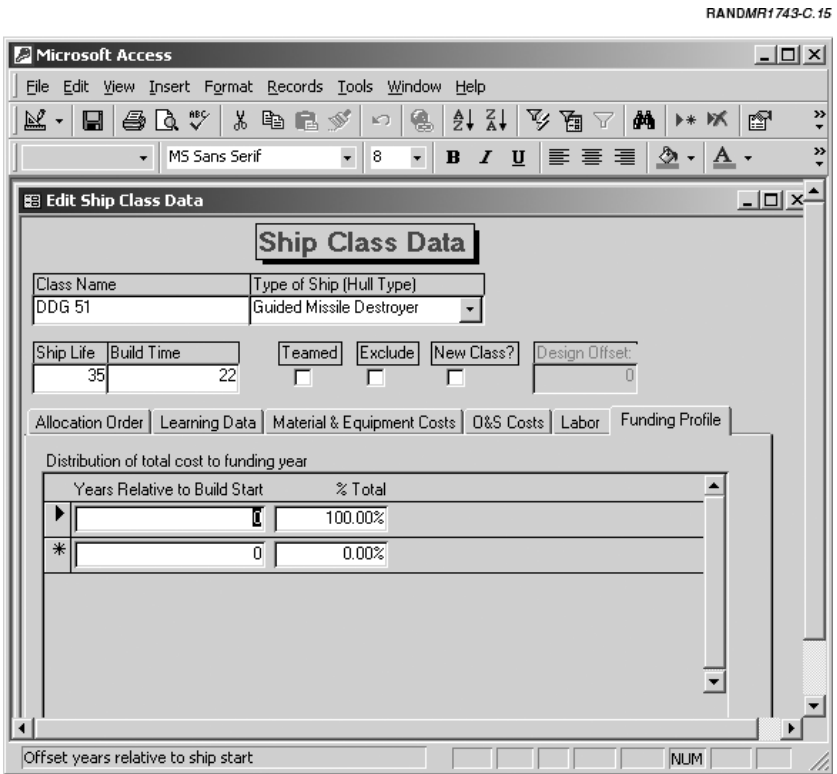 RANDMR1743-C.15
Microsoft Access
File Edit View Insert Format Records Tools Window Help
MS Sans Serif 8 B I U A
Edit Ship Class Data
Ship Class Data
Class Name Type of Ship (Hull Type)
DDG 51 Guided Missile Destroyer
Ship Life Build Time Teamed Exclude New Class? Design Offset:
35 22 0
Allocation Order Learning Data Material & Equipment Costs O&S Costs Labor Funding Profile
Distribution of total cost to funding year
Years Relative to Build Start % Total
0 100.00%
* 0 0.00%
Offset years relative to ship start NUM